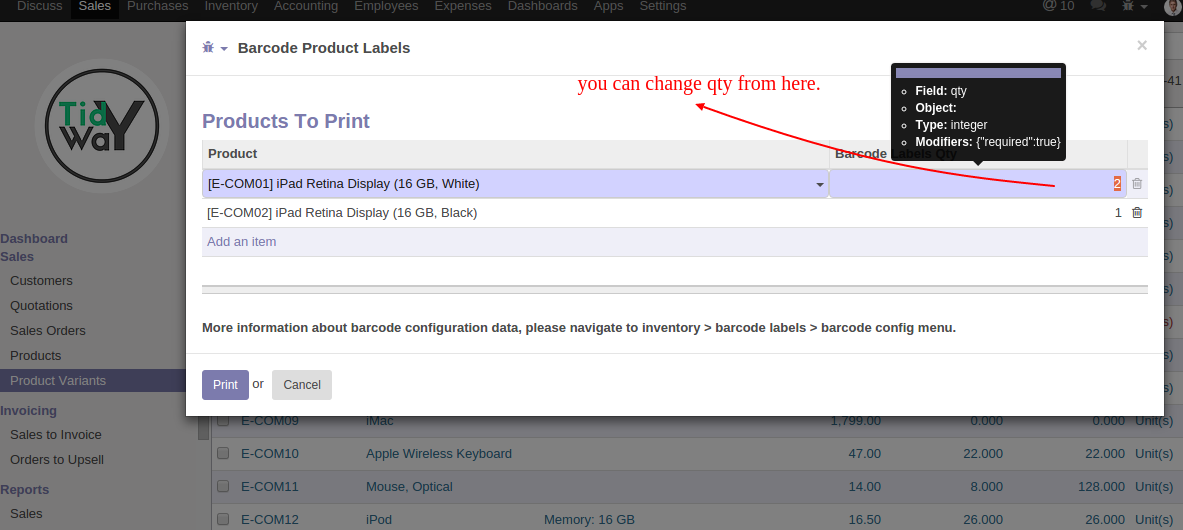 Discuss Sales Purchases Inventory Accounting Employees Expenses Dashboards Apps Settings @ 10
Barcode Product Labels ×
you can change qty from here.
Field: qty
Object:
Type: integer
Modifiers: {"required":true}
Tidy
Way
Products To Print
Product Barcode Labels Qty
[E-COM01] iPad Retina Display (16 GB, White) 2
[E-COM02] iPad Retina Display (16 GB, Black) 1
Add an item
More information about barcode configuration data, please navigate to inventory > barcode labels > barcode config menu.
Print or Cancel
Dashboard
Sales
Customers
Quotations
Sales Orders
Products
Product Variants
Invoicing
Sales to Invoice
Orders to Upsell
Reports
Sales
-41
s)
s)
s)
s)
s)
s)
s)
s)
s)
E-COM09 iMac 1,799.00 0.000 0.000 Unit(s)
E-COM10 Apple Wireless Keyboard 47.00 22.000 22.000 Unit(s)
E-COM11 Mouse, Optical 14.00 8.000 128.000 Unit(s)
E-COM12 iPod Memory: 16 GB 16.50 26.000 26.000 Unit(s)